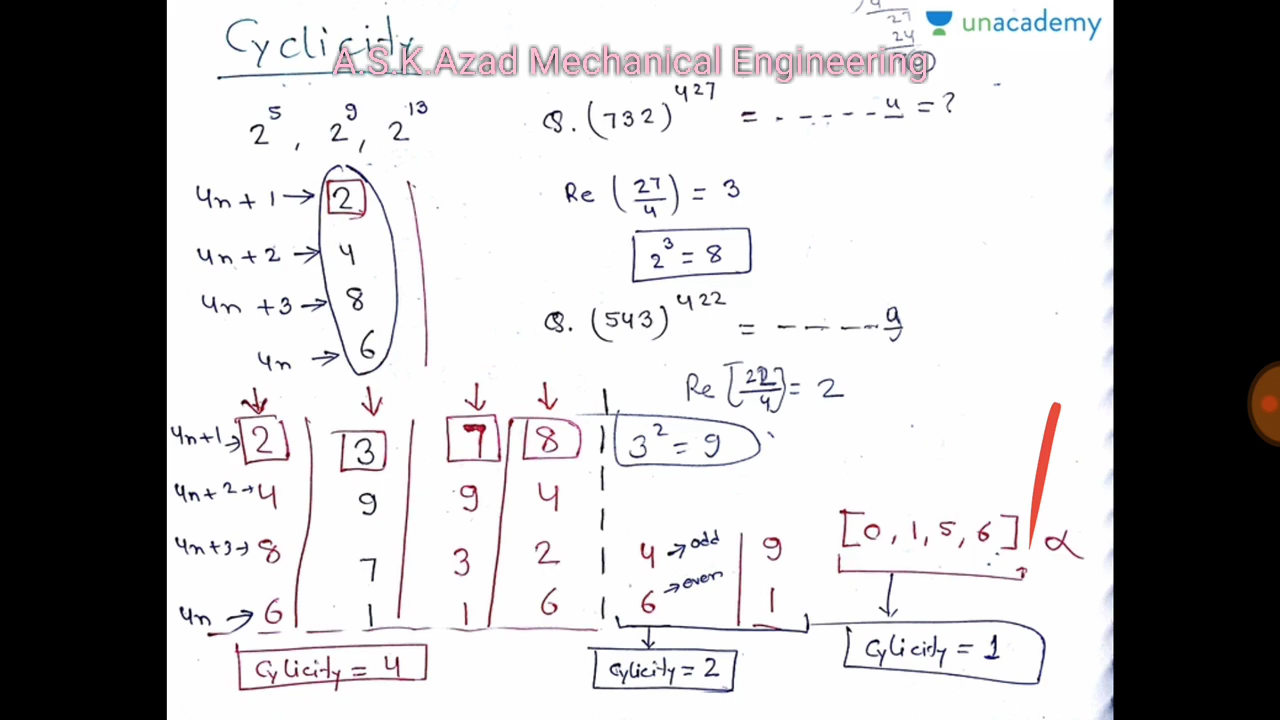 Cyclicity
unacademy
A.S.K.Azad Mechanical Engineering
27
24
2^5, 2^9, 2^13
4n + 1 → 2
4n + 2 → 4
4n + 3 → 8
4n → 6
Q. (732)^427 = - - - - - - 4 = ?
Re (27/4) = 3
2^3 = 8
Q. (543)^422 = - - - - 9
Re [22/4] = 2
3^2 = 9
4n+1 → 2 | 3 | 7 | 8
4n+2 → 4 | 9 | 9 | 4
4n+3 → 8 | 7 | 3 | 2
4n → 6 | 1 | 1 | 6
Cylicity = 4
4 → odd | 9
6 → even | 1
Cylicity = 2
[0, 1, 5, 6] α
Cylicity = 1